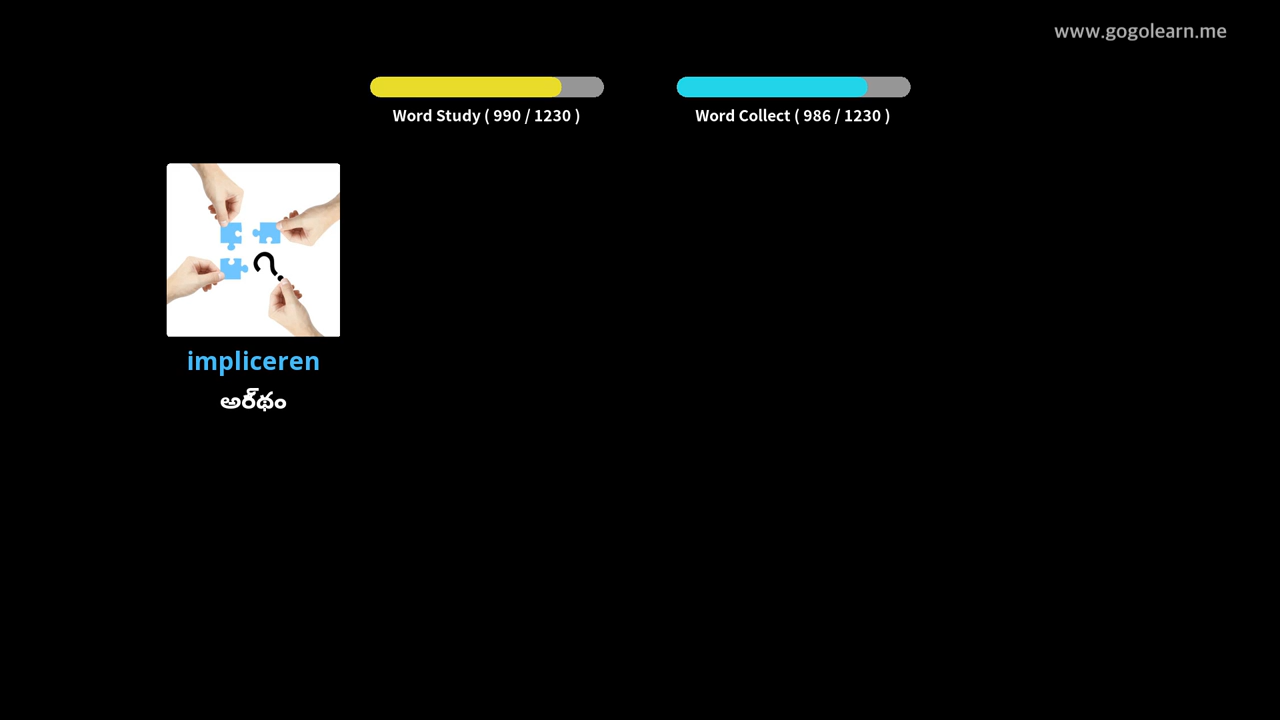 www.gogolearn.me
Word Study ( 990 / 1230 )
Word Collect ( 986 / 1230 )
impliceren
అర్థం